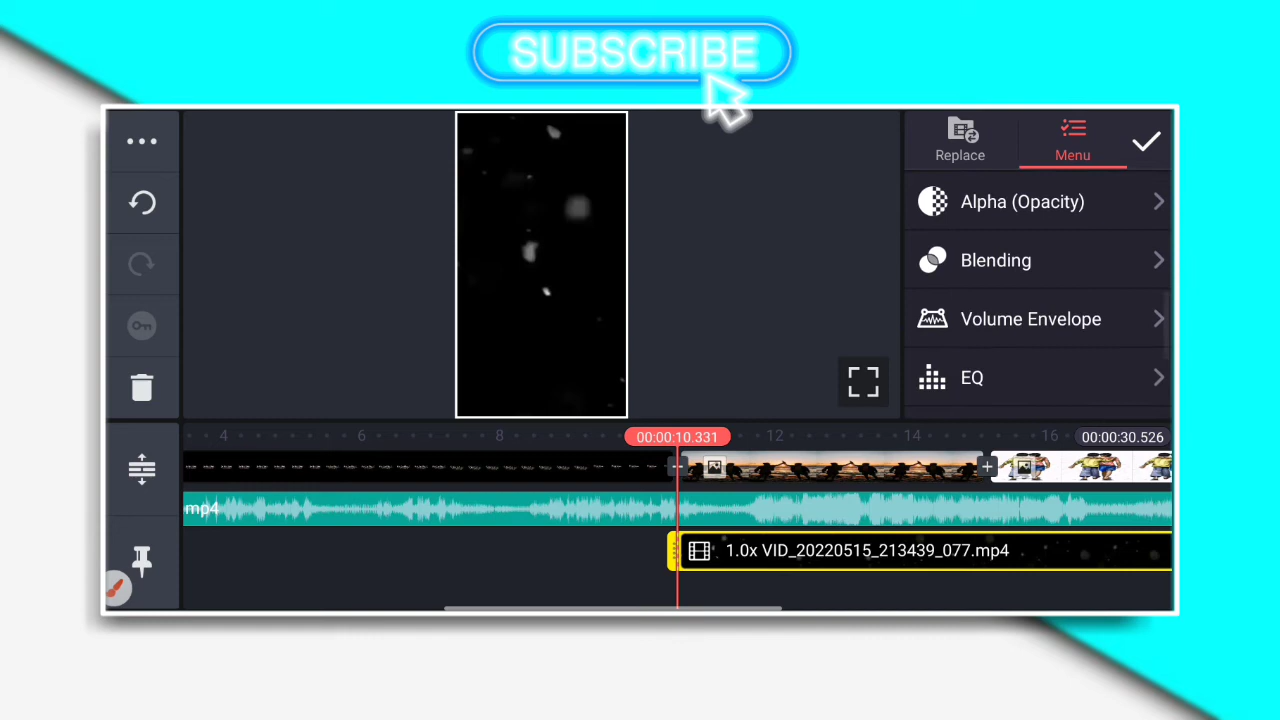 SUBSCRIBE
Replace
Menu
Alpha (Opacity)
Blending
Volume Envelope
EQ
4
6
8
00:00:10.331
12
14
16
00:00:30.526
mp4
1.0x VID_20220515_213439_077.mp4